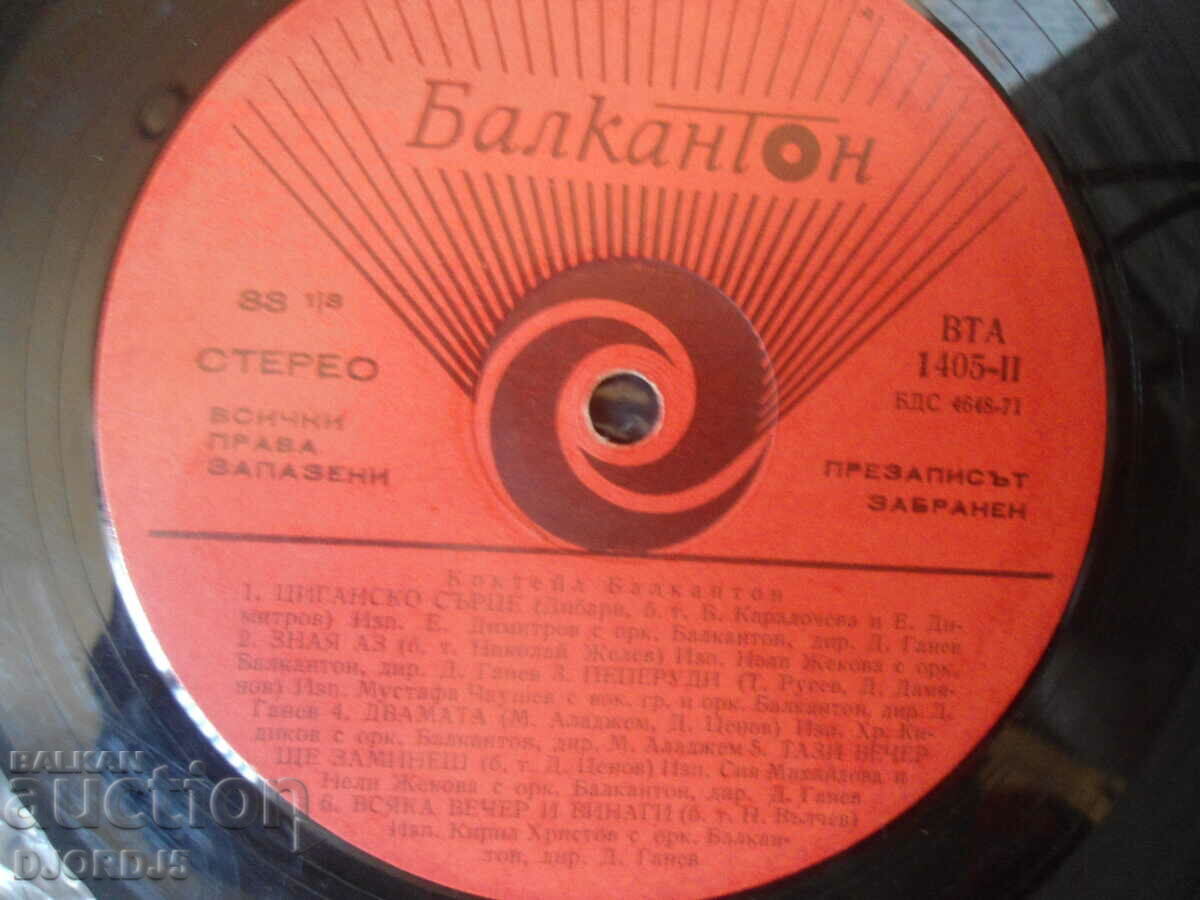 Балкантон
33 1/3
СТЕРЕО
ВСИЧКИ
ПРАВА
ЗАПАЗЕНИ
ВТА
1405-II
БДС 4648-71
ПРЕЗАПИСЪТ
ЗАБРАНЕН
Коктейл Балкантон
1. ЦИГАНСКО СЪРЦЕ (Либари, б. т. В. Карадочева и Е. Ди-
митров) Изп. Е. Димитров с орк. Балкантон, дир. Д. Ганев
2. ЗНАЯ АЗ (б. т. Николай Желев) Изп. Нели Жекова с орк.
Балкантон, дир. Д. Ганев 3. ПЕПЕРУДИ (Т. Русев, Д. Дамя-
нов) Изп. Мустафа Чаушев с вок. гр. и орк. Балкантон, дир. Д.
Ганев 4. ДВАМАТА (М. Аладжем, Д. Ценов) Изп. Хр. Ки-
диков с орк. Балкантон, дир. М. Аладжем 5. ТАЗИ ВЕЧЕР
ЩЕ ЗАМИНЕШ (б. т. Д. Ценов) Изп. Сия Михайлова и
Нели Жекова с орк. Балкантон, дир. Д. Ганев
6. ВСЯКА ВЕЧЕР И ВИНАГИ (б. т. Н. Вълчев)
Изп. Кирил Христов с орк. Балкан-
тон, дир. Д. Ганев
BALKAN
auction
DJORDJ5